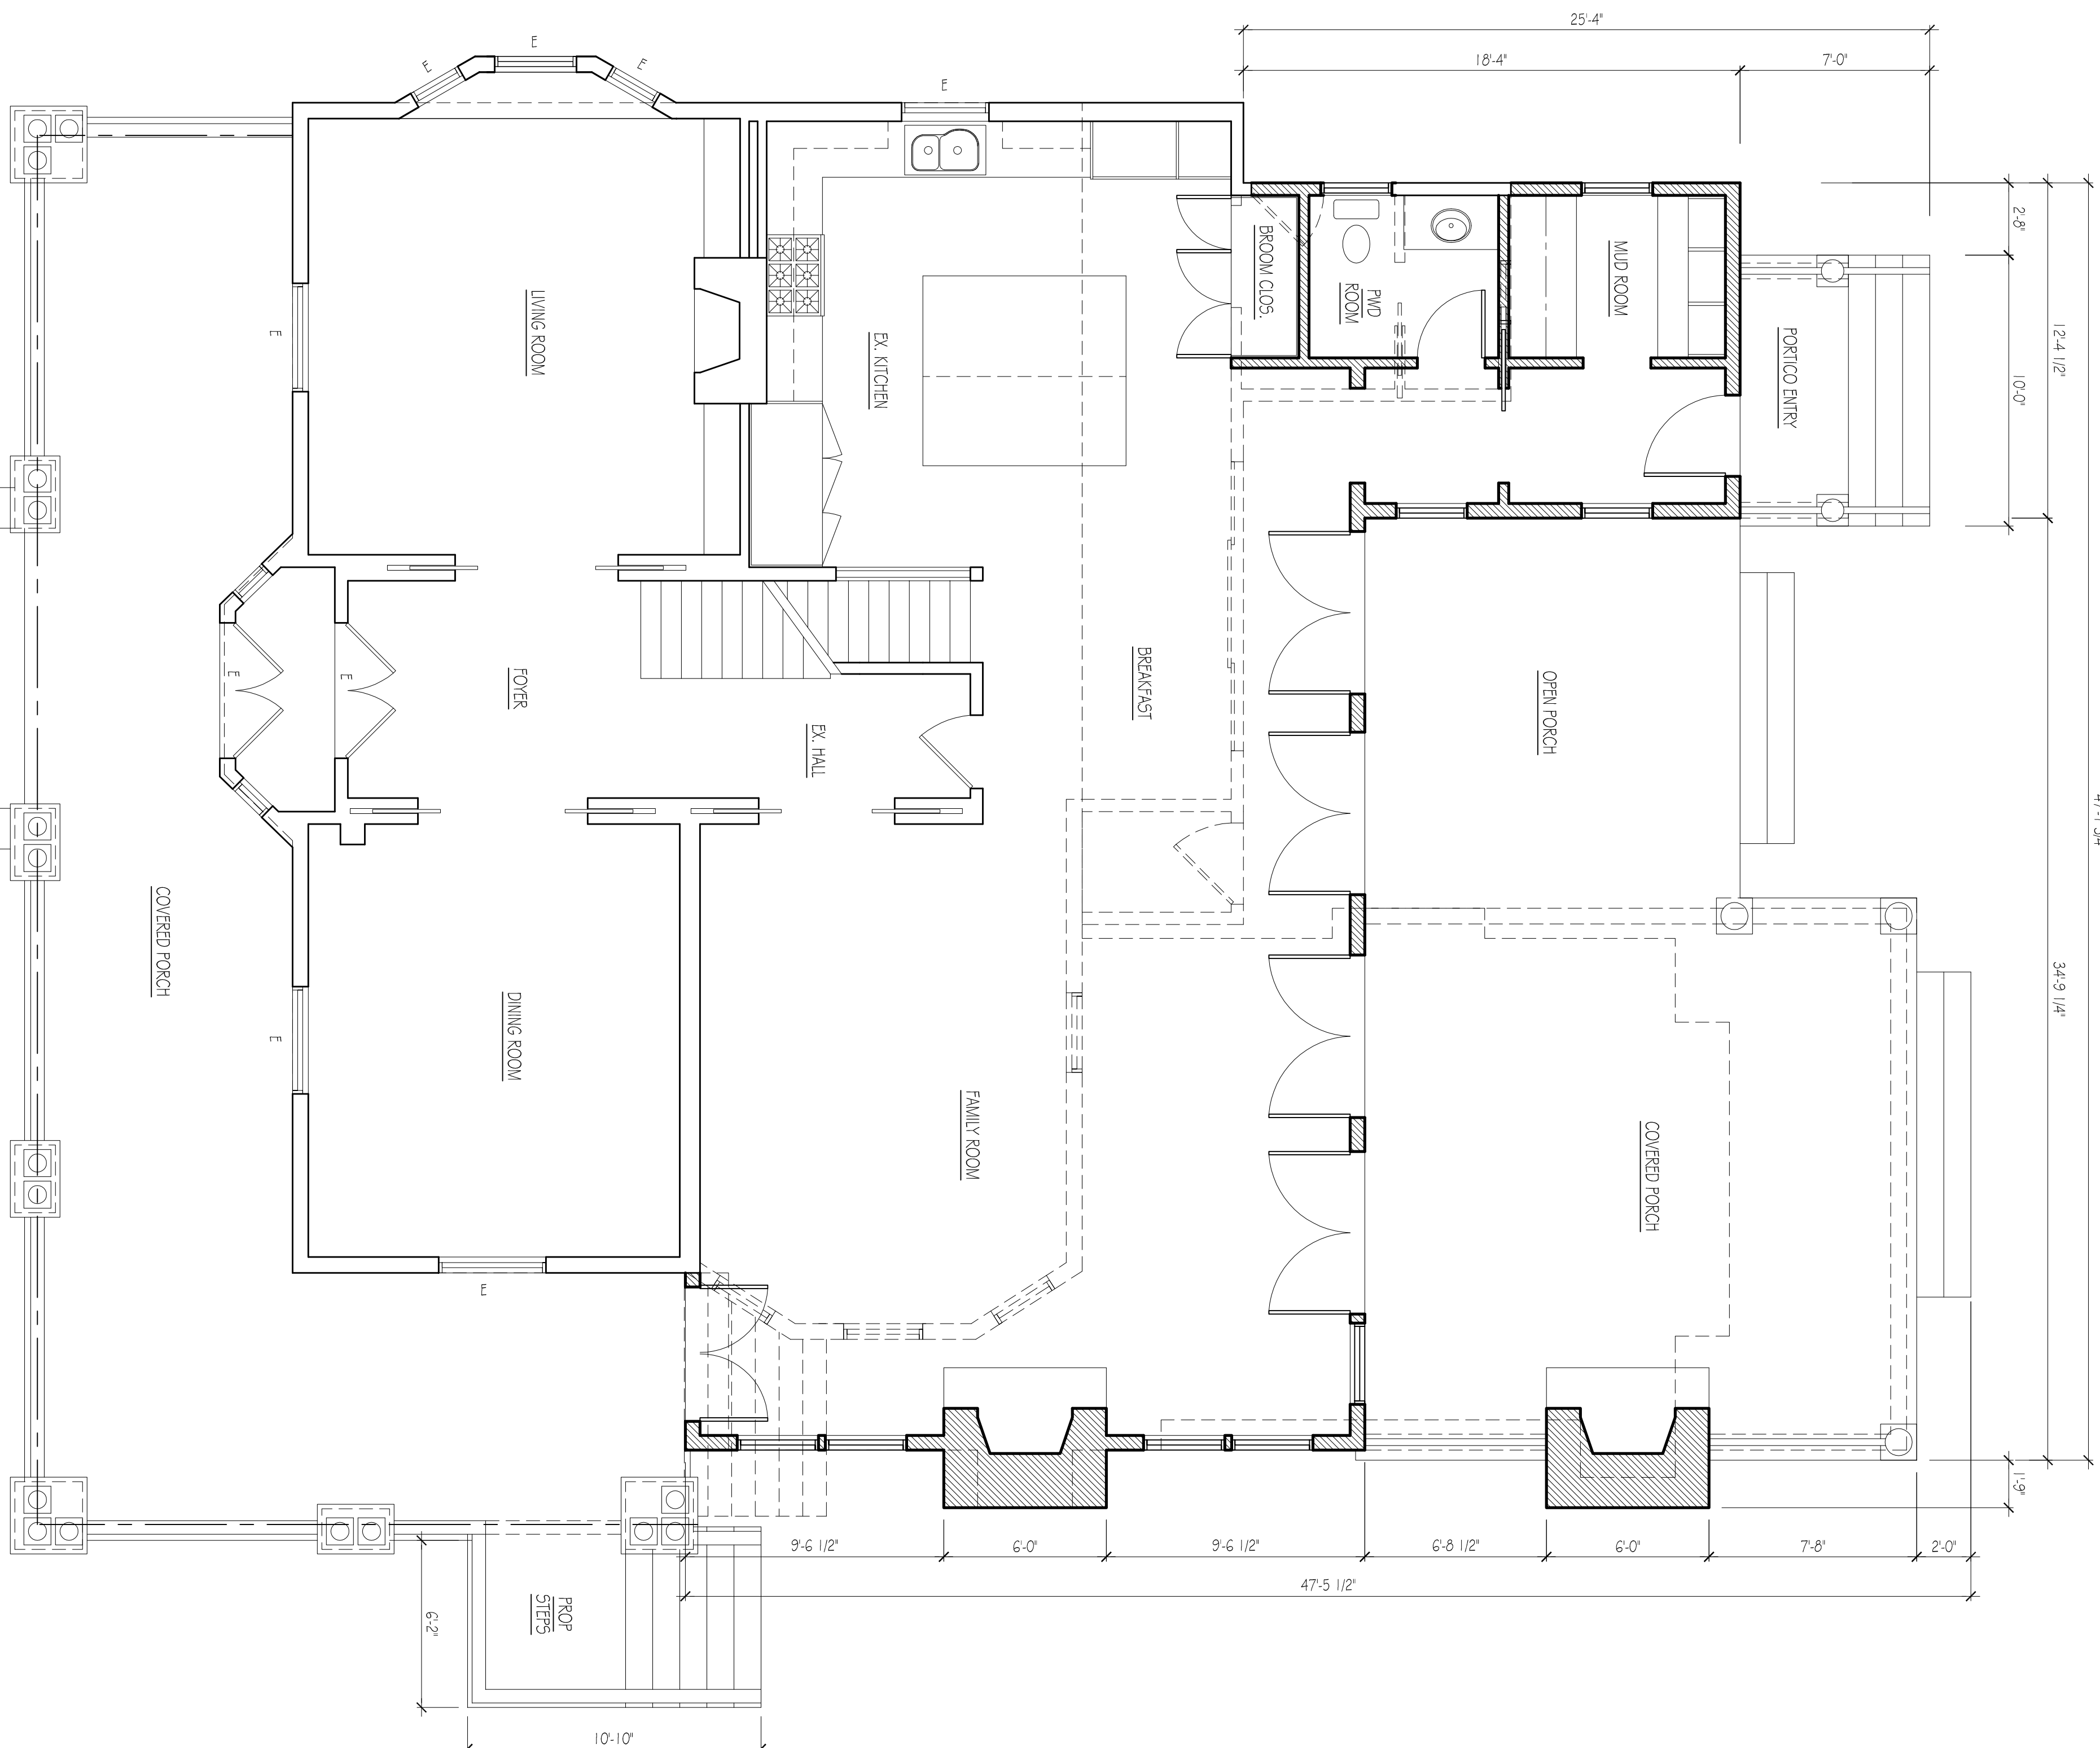 25'-4"
18'-4"
7'-0"
2'-8"
12'-4 1/2"
10'-0"
34'-9 1/4"
1'-9"
E
E
E
E
BROOM CLOS.
PWD
ROOM
MUD ROOM
PORTICO ENTRY
LIVING ROOM
EX. KITCHEN
E
E
E
FOYER
EX. HALL
BREAKFAST
OPEN PORCH
COVERED PORCH
E
DINING ROOM
FAMILY ROOM
COVERED PORCH
E
9'-6 1/2"
6'-0"
9'-6 1/2"
6'-8 1/2"
6'-0"
7'-8"
2'-0"
47'-5 1/2"
PROP
STEPS
6'-2"
10'-10"